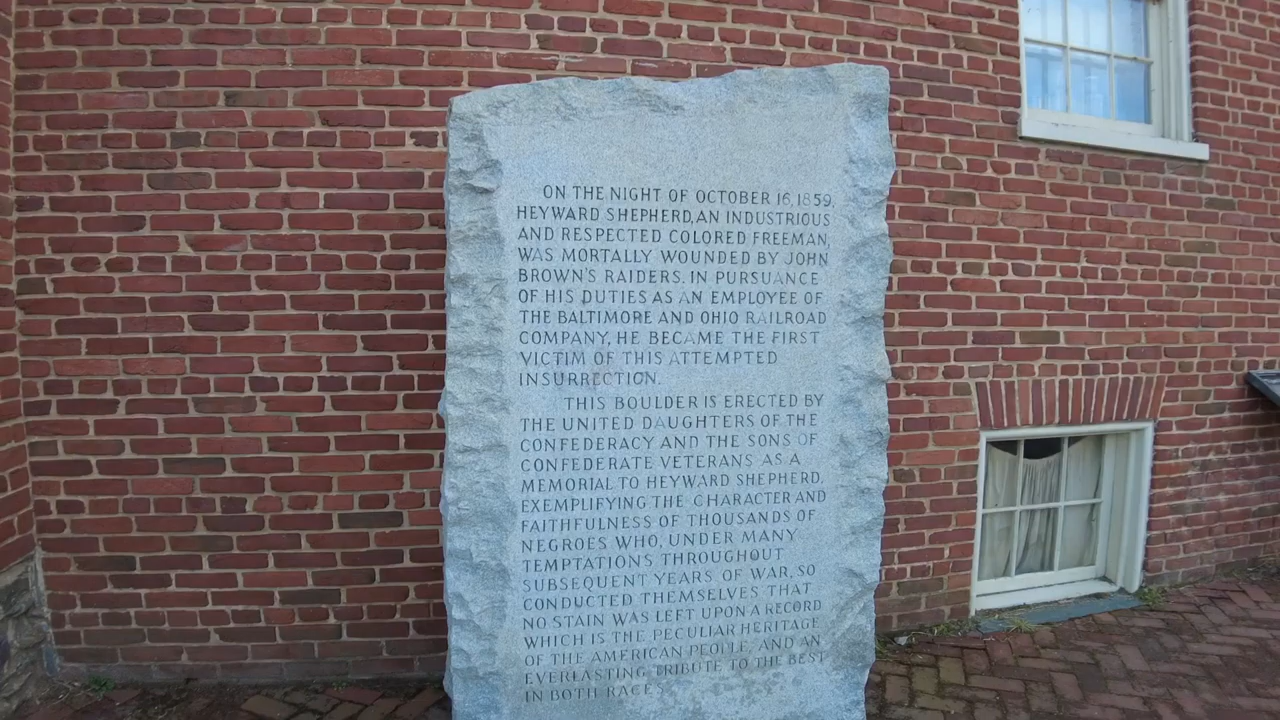 ON THE NIGHT OF OCTOBER 16, 1859,
HEYWARD SHEPHERD, AN INDUSTRIOUS
AND RESPECTED COLORED FREEMAN,
WAS MORTALLY WOUNDED BY JOHN
BROWN'S RAIDERS. IN PURSUANCE
OF HIS DUTIES AS AN EMPLOYEE OF
THE BALTIMORE AND OHIO RAILROAD
COMPANY, HE BECAME THE FIRST
VICTIM OF THIS ATTEMPTED
INSURRECTION.
THIS BOULDER IS ERECTED BY
THE UNITED DAUGHTERS OF THE
CONFEDERACY AND THE SONS OF
CONFEDERATE VETERANS AS A
MEMORIAL TO HEYWARD SHEPHERD,
EXEMPLIFYING THE CHARACTER AND
FAITHFULNESS OF THOUSANDS OF
NEGROES WHO, UNDER MANY
TEMPTATIONS THROUGHOUT
SUBSEQUENT YEARS OF WAR, SO
CONDUCTED THEMSELVES THAT
NO STAIN WAS LEFT UPON A RECORD
WHICH IS THE PECULIAR HERITAGE
OF THE AMERICAN PEOPLE, AND AN
EVERLASTING TRIBUTE TO THE BEST
IN BOTH RACES